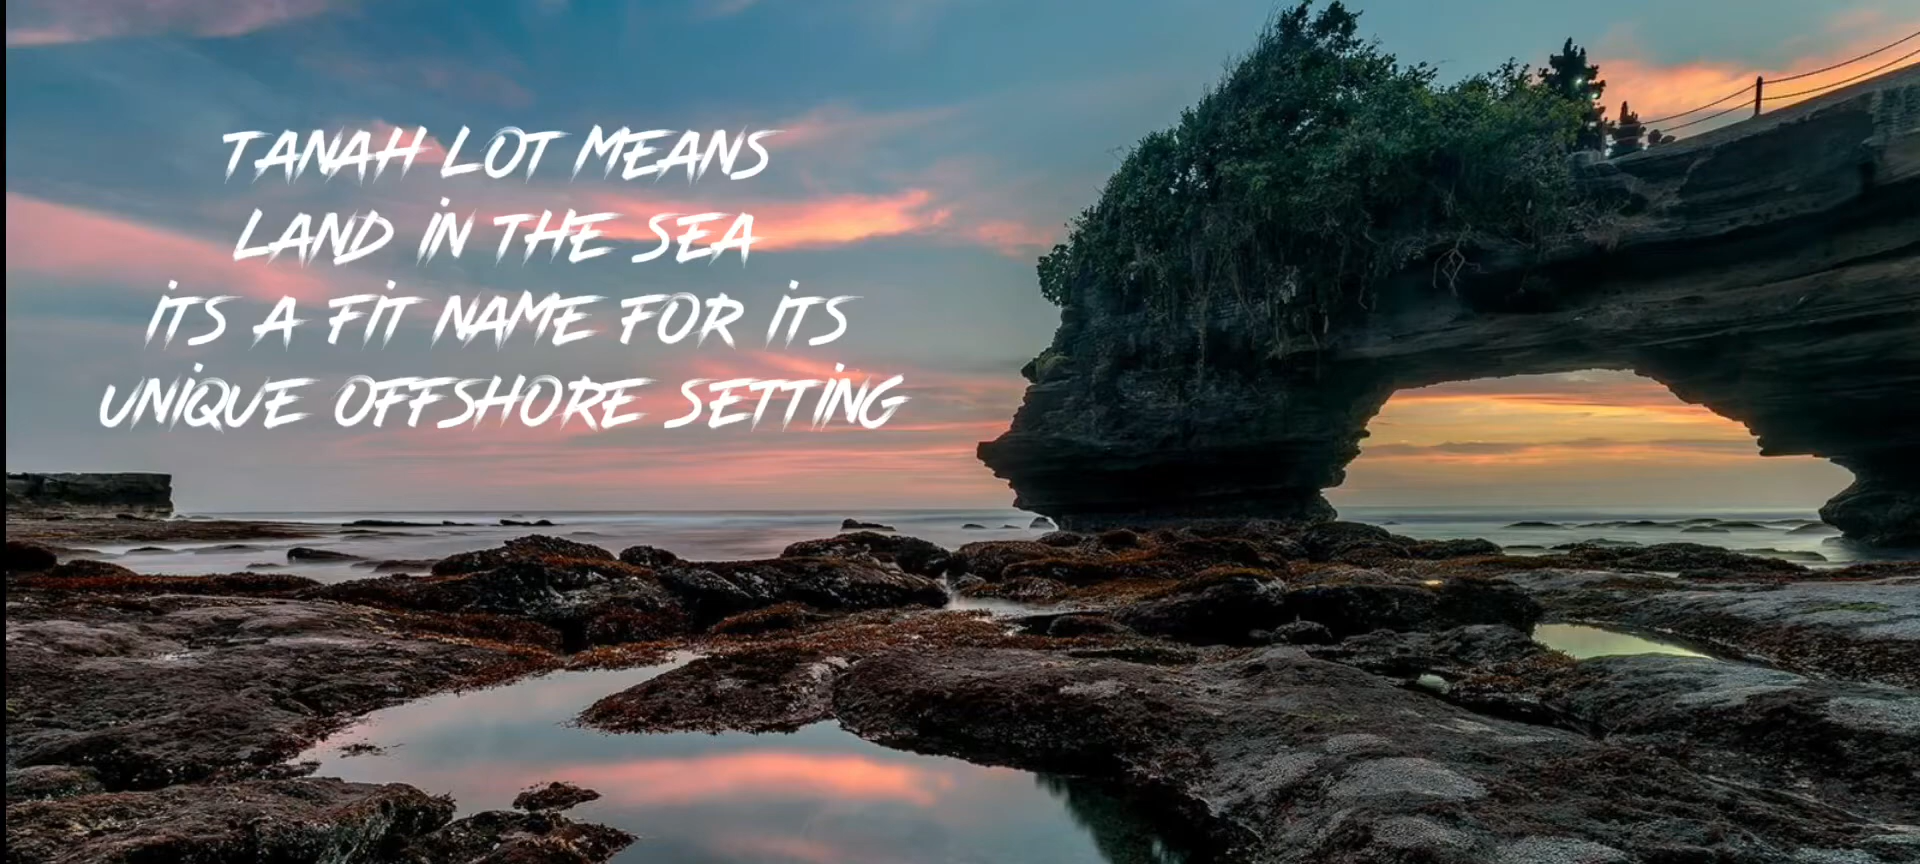 TANAH LOT MEANS
LAND IN THE SEA
ITS A FIT NAME FOR ITS
UNIQUE OFFSHORE SETTING